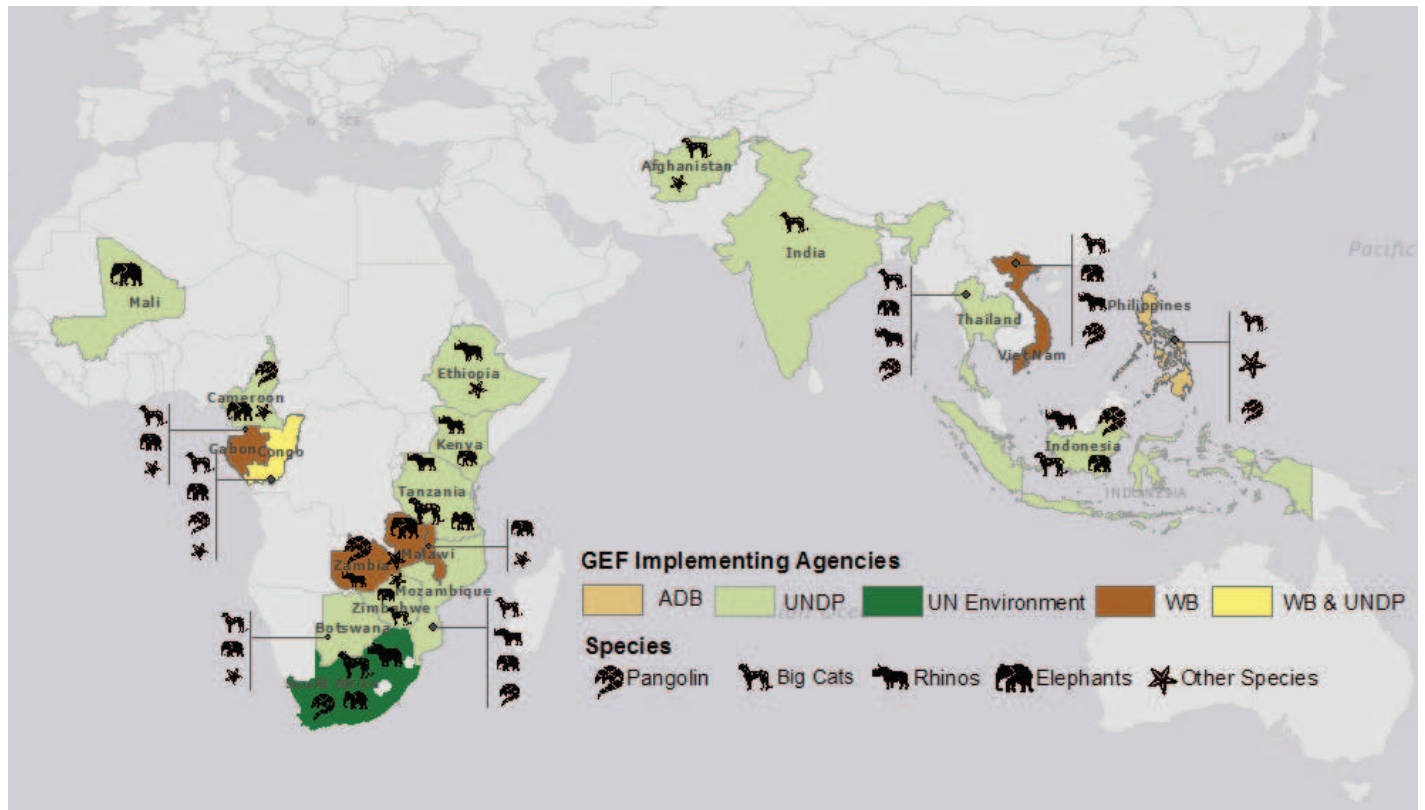 Afghanistan
India
Pacific
Mali
Thailand
Philippines
Viet Nam
Ethiopia
Cameroon
Kenya
Gabon
Congo
Indonesia
Tanzania
INDONESIA
Malawi
Zambia
Mozambique
Zimbabwe
Botswana
South Africa
GEF Implementing Agencies
ADB UNDP UN Environment WB WB & UNDP
Species
Pangolin Big Cats Rhinos Elephants Other Species